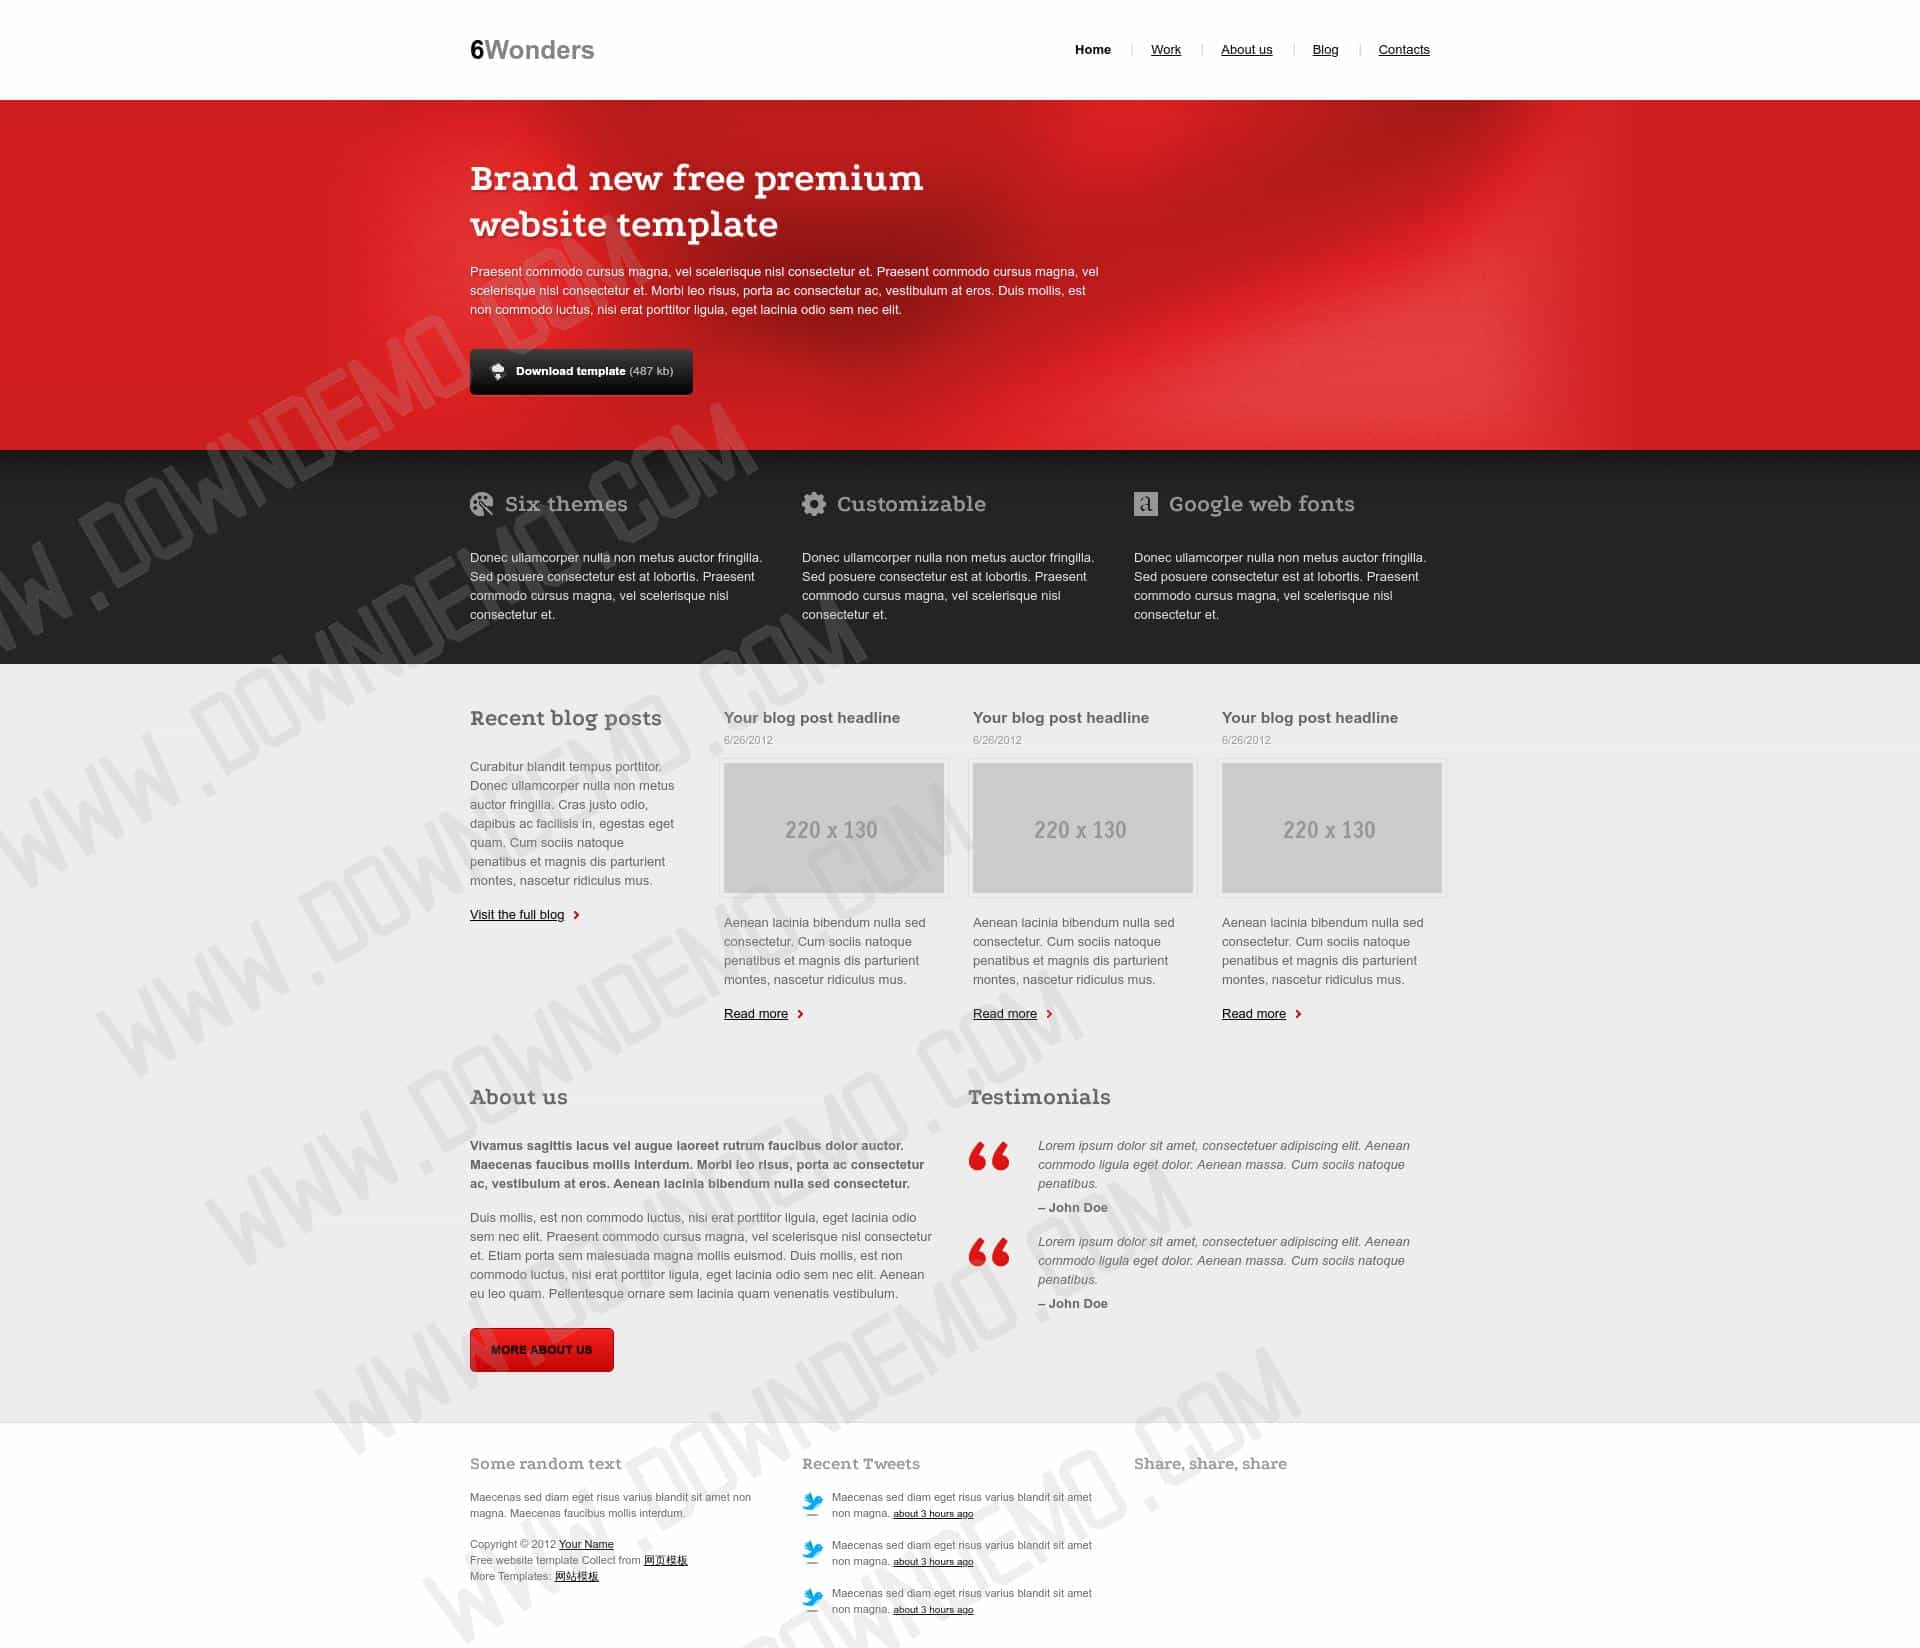 6Wonders
Home
Work
About us
Blog
Contacts
Brand new free premium
website template
Praesent commodo cursus magna, vel scelerisque nisl consectetur et. Praesent commodo cursus magna, vel
scelerisque nisl consectetur et. Morbi leo risus, porta ac consectetur ac, vestibulum at eros. Duis mollis, est
non commodo luctus, nisi erat porttitor ligula, eget lacinia odio sem nec elit.
Download template (487 kb)
Six themes
Donec ullamcorper nulla non metus auctor fringilla.
Sed posuere consectetur est at lobortis. Praesent
commodo cursus magna, vel scelerisque nisl
consectetur et.
Customizable
Donec ullamcorper nulla non metus auctor fringilla.
Sed posuere consectetur est at lobortis. Praesent
commodo cursus magna, vel scelerisque nisl
consectetur et.
a Google web fonts
Donec ullamcorper nulla non metus auctor fringilla.
Sed posuere consectetur est at lobortis. Praesent
commodo cursus magna, vel scelerisque nisl
consectetur et.
Recent blog posts
Curabitur blandit tempus porttitor.
Donec ullamcorper nulla non metus
auctor fringilla. Cras justo odio,
dapibus ac facilisis in, egestas eget
quam. Cum sociis natoque
penatibus et magnis dis parturient
montes, nascetur ridiculus mus.
Visit the full blog
Your blog post headline
6/26/2012
220 x 130
Aenean lacinia bibendum nulla sed
consectetur. Cum sociis natoque
penatibus et magnis dis parturient
montes, nascetur ridiculus mus.
Read more
Your blog post headline
6/26/2012
220 x 130
Aenean lacinia bibendum nulla sed
consectetur. Cum sociis natoque
penatibus et magnis dis parturient
montes, nascetur ridiculus mus.
Read more
Your blog post headline
6/26/2012
220 x 130
Aenean lacinia bibendum nulla sed
consectetur. Cum sociis natoque
penatibus et magnis dis parturient
montes, nascetur ridiculus mus.
Read more
About us
Vivamus sagittis lacus vel augue laoreet rutrum faucibus dolor auctor.
Maecenas faucibus mollis interdum. Morbi leo risus, porta ac consectetur
ac, vestibulum at eros. Aenean lacinia bibendum nulla sed consectetur.
Duis mollis, est non commodo luctus, nisi erat porttitor ligula, eget lacinia odio
sem nec elit. Praesent commodo cursus magna, vel scelerisque nisl consectetur
et. Etiam porta sem malesuada magna mollis euismod. Duis mollis, est non
commodo luctus, nisi erat porttitor ligula, eget lacinia odio sem nec elit. Aenean
eu leo quam. Pellentesque ornare sem lacinia quam venenatis vestibulum.
MORE ABOUT US
Testimonials
Lorem ipsum dolor sit amet, consectetuer adipiscing elit. Aenean
commodo ligula eget dolor. Aenean massa. Cum sociis natoque
penatibus.
– John Doe
Lorem ipsum dolor sit amet, consectetuer adipiscing elit. Aenean
commodo ligula eget dolor. Aenean massa. Cum sociis natoque
penatibus.
– John Doe
Some random text
Maecenas sed diam eget risus varius blandit sit amet non
magna. Maecenas faucibus mollis interdum.
Copyright © 2012 Your Name
Free website template Collect from 网页模板
More Templates: 网站模板
Recent Tweets
Maecenas sed diam eget risus varius blandit sit amet
non magna. about 3 hours ago
Maecenas sed diam eget risus varius blandit sit amet
non magna. about 3 hours ago
Maecenas sed diam eget risus varius blandit sit amet
non magna. about 3 hours ago
Share, share, share
WWW.DOWNDEMO.COM
WWW.DOWNDEMO.COM
WWW.DOWNDEMO.COM
WWW.DOWNDEMO.COM
WWW.DOWNDEMO.COM
WWW.DOWNDEMO.COM
WWW.DOWNDEMO.COM